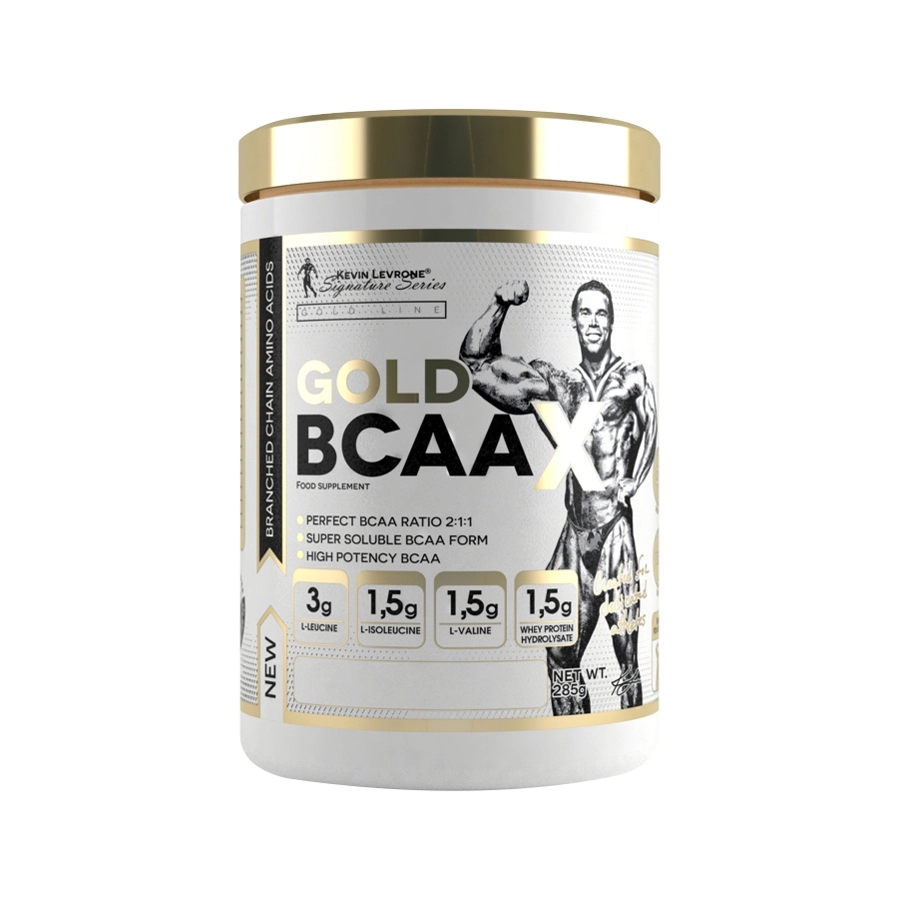 BRANCHED CHAIN AMINO ACIDS
NEW
KEVIN LEVRONE®
Signature Series
GOLD LINE
GOLD
BCAA X
FOOD SUPPLEMENT
PERFECT BCAA RATIO 2:1:1
SUPER SOLUBLE BCAA FORM
HIGH POTENCY BCAA
3g
L-LEUCINE
1,5g
L-ISOLEUCINE
1,5g
L-VALINE
1,5g
WHEY PROTEIN
HYDROLYSATE
NET WT.
285g